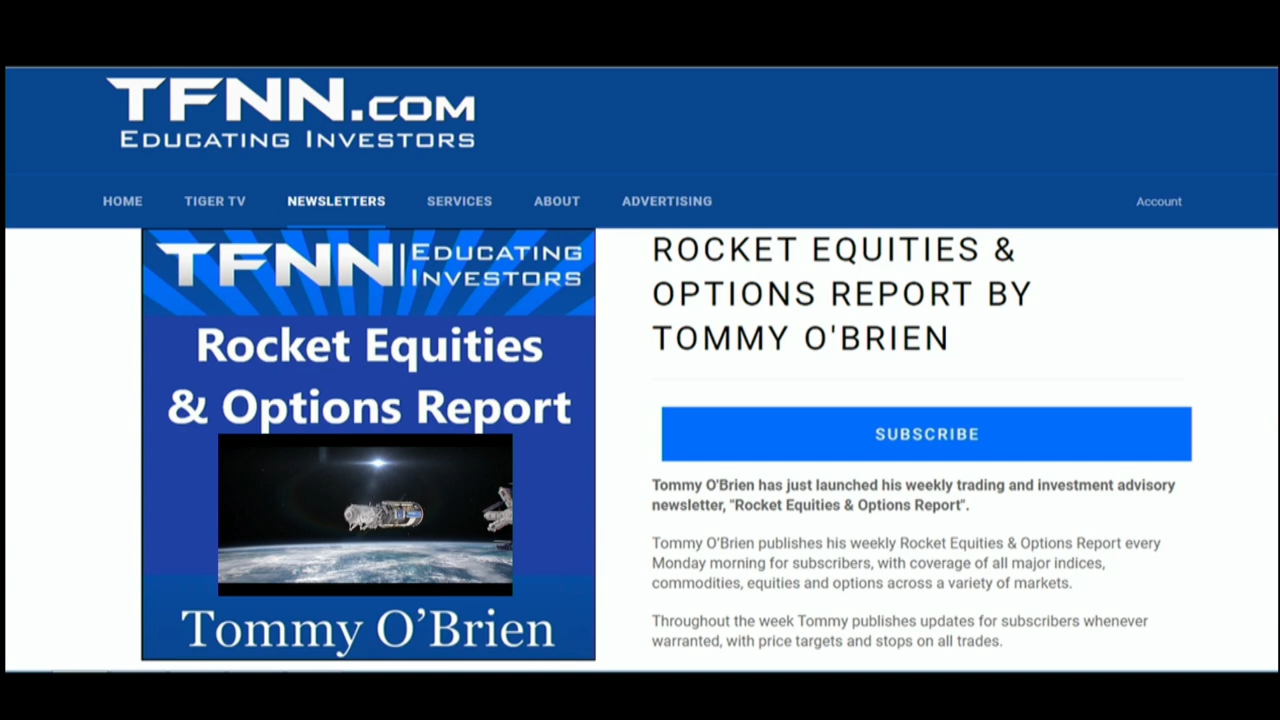 TFNN.COM
EDUCATING INVESTORS
HOME TIGER TV NEWSLETTERS SERVICES ABOUT ADVERTISING Account
TFNN EDUCATING
INVESTORS
Rocket Equities
& Options Report
Tommy O’Brien
ROCKET EQUITIES &
OPTIONS REPORT BY
TOMMY O'BRIEN
SUBSCRIBE
Tommy O'Brien has just launched his weekly trading and investment advisory
newsletter, "Rocket Equities & Options Report".
Tommy O'Brien publishes his weekly Rocket Equities & Options Report every
Monday morning for subscribers, with coverage of all major indices,
commodities, equities and options across a variety of markets.
Throughout the week Tommy publishes updates for subscribers whenever
warranted, with price targets and stops on all trades.